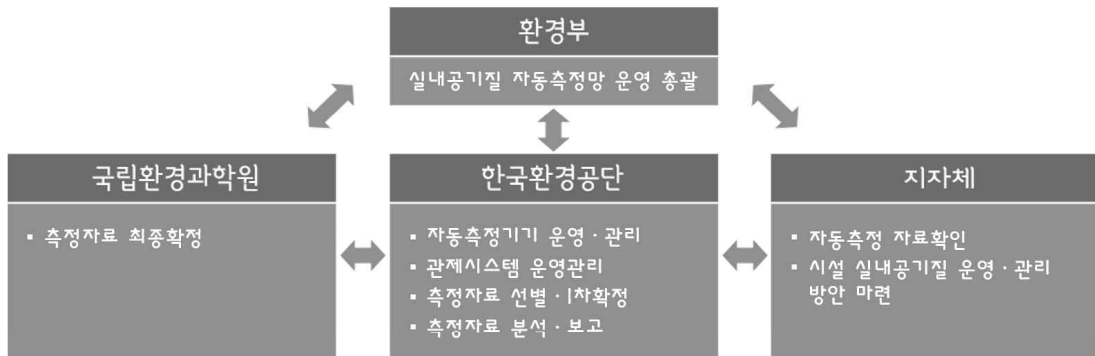 환경부
실내공기질 자동측정망 운영 총괄
국립환경과학원
▪ 측정자료 최종확정
한국환경공단
▪ 자동측정기기 운영 · 관리
▪ 관제시스템 운영관리
▪ 측정자료 선별 · 1차확정
▪ 측정자료 분석 · 보고
지자체
▪ 자동측정 자료확인
▪ 시설 실내공기질 운영 · 관리
방안 마련